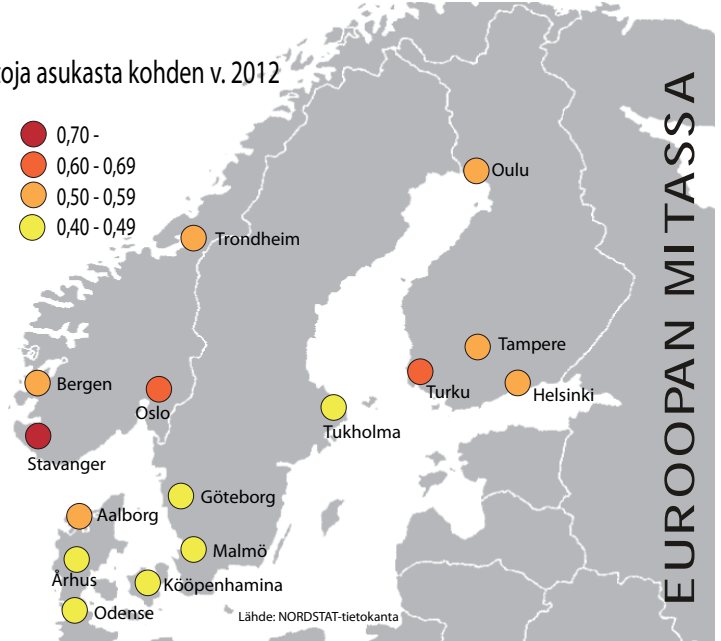 asukasta kohden v. 2012
0,70 -
0,60 - 0,69
0,50 - 0,59
0,40 - 0,49
Oulu
Trondheim
Tampere
Bergen
Oslo
Turku
Helsinki
Tukholma
Stavanger
Göteborg
Aalborg
Malmö
Århus
Kööpenhamina
Odense
Lähde: NORDSTAT-tietokanta
EUROOPAN MITASSA